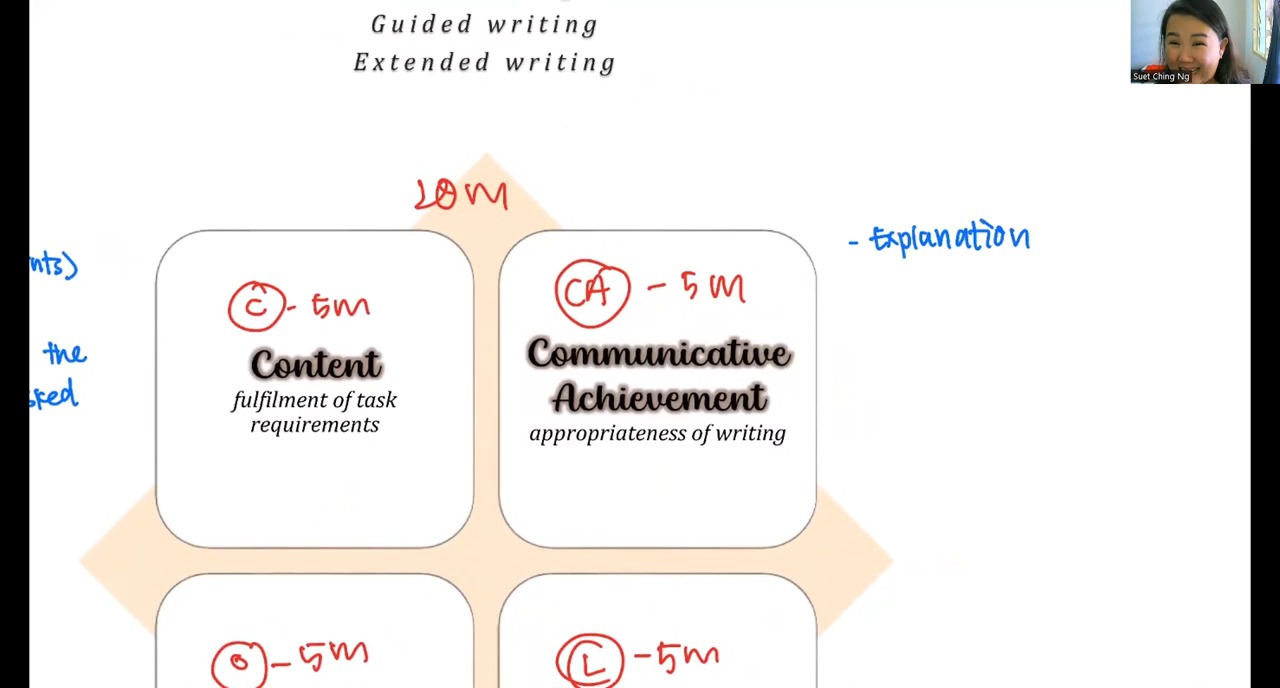 Guided writing
Extended writing
Suet Ching Ng
20M
- Explanation
nts)
C - 5M
CA - 5M
the
Content
Communicative
Achievement
sked
fulfilment of task
requirements
appropriateness of writing
O - 5M
L - 5M